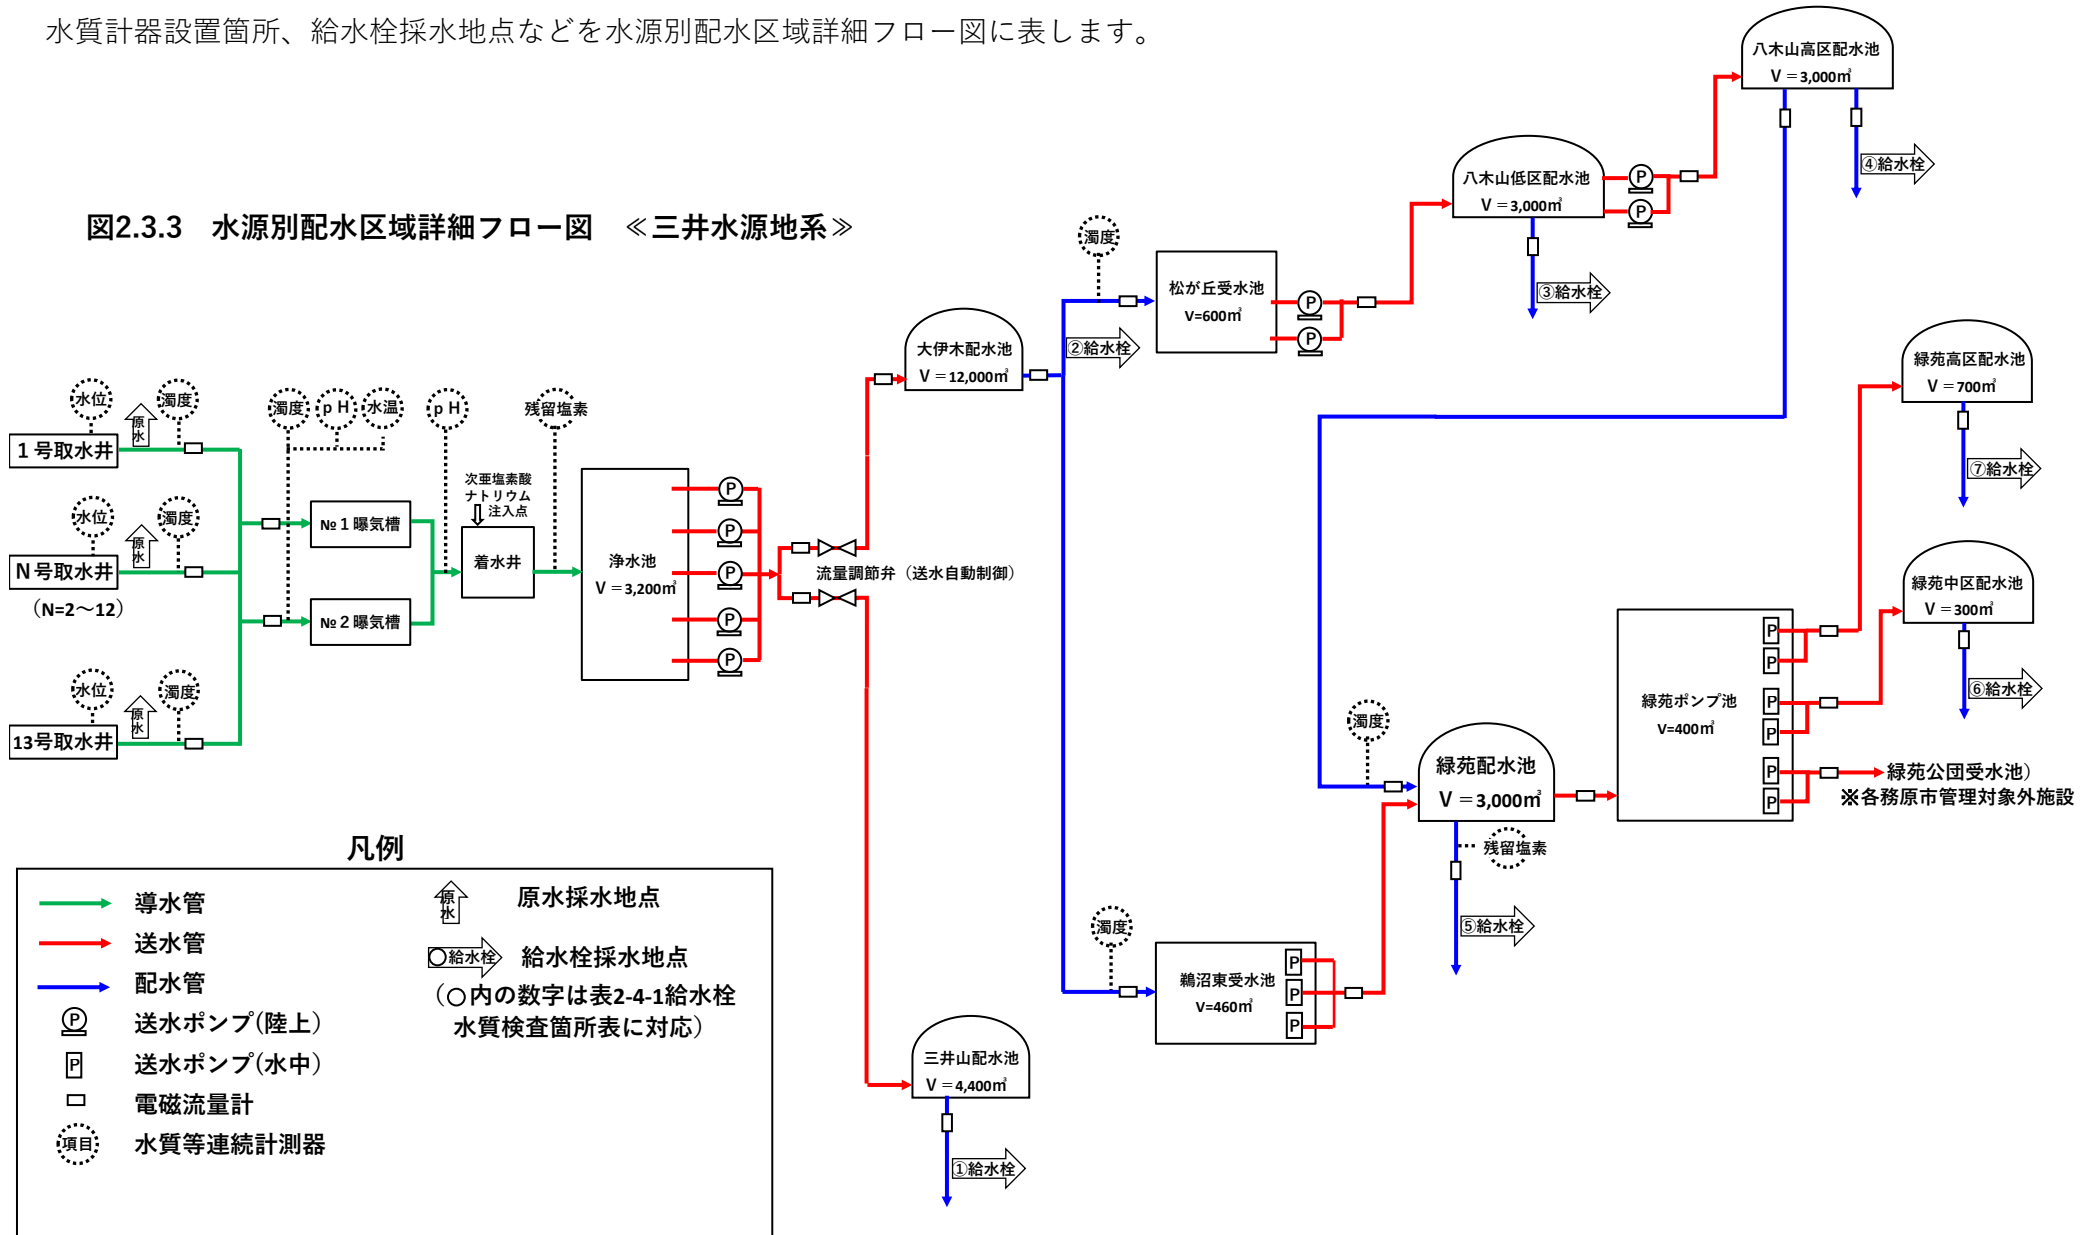 水質計器設置箇所、給水栓採水地点などを水源別配水区域詳細フロー図に表します。
図2.3.3　水源別配水区域詳細フロー図　≪三井水源地系≫
八木山高区配水池
V＝3,000㎥
④給水栓
八木山低区配水池
V＝3,000㎥
P
P
③給水栓
濁度
松が丘受水池
V=600㎥
P
P
②給水栓
大伊木配水池
V＝12,000㎥
緑苑高区配水池
V＝700㎥
⑦給水栓
水位
原水
濁度
1号取水井
濁度
pH
水温
pH
残留塩素
次亜塩素酸
ナトリウム
注入点
水位
原水
濁度
N号取水井
（N=2～12）
№1曝気槽
№2曝気槽
着水井
浄水池
V＝3,200㎥
P
P
P
P
P
流量調節弁（送水自動制御）
水位
原水
濁度
13号取水井
緑苑中区配水池
V＝300㎥
⑥給水栓
緑苑ポンプ池
V=400㎥
P
P
P
P
P
P
緑苑公団受水池）
※各務原市管理対象外施設
濁度
緑苑配水池
V＝3,000㎥
残留塩素
⑤給水栓
濁度
鵜沼東受水池
V=460㎥
P
P
P
三井山配水池
V＝4,400㎥
①給水栓
凡例
導水管
送水管
配水管
P
送水ポンプ(陸上）
P
送水ポンプ(水中）
電磁流量計
項目
水質等連続計測器
原水
原水採水地点
○給水栓
給水栓採水地点
（○内の数字は表2-4-1給水栓
水質検査箇所表に対応）